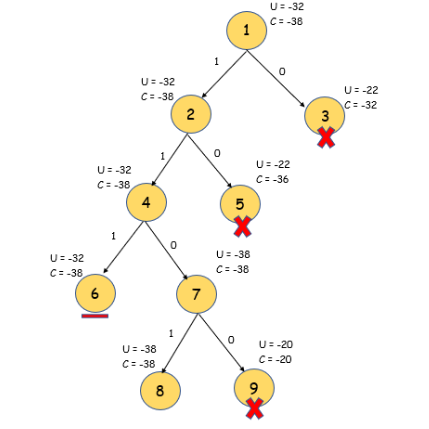 U = -32
C = -38
1
1
0
U = -32
C = -38
2
U = -22
C = -32
3
1
0
U = -32
C = -38
4
U = -22
C = -36
5
1
0
U = -32
C = -38
6
U = -38
C = -38
7
1
0
U = -38
C = -38
8
U = -20
C = -20
9